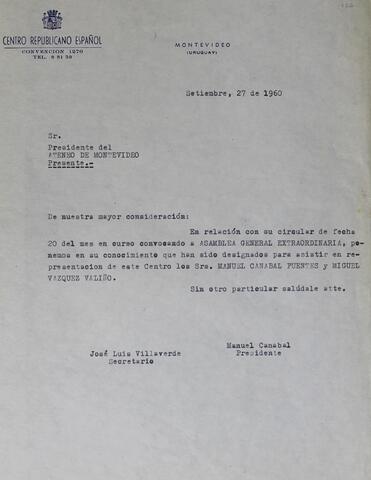 CENTRO REPUBLICANO ESPAÑOL
CONVENCION 1270
TEL. 8 51 30
MONTEVIDEO
(URUGUAY)
Setiembre, 27 de 1960
Sr.
Presidente del
ATENEO DE MONTEVIDEO
Presente.-
De nuestra mayor consideración:
En relación con su circular de fecha
20 del mes en curso convocando a ASAMBLEA GENERAL EXTRAORDINARIA, po-
nemos en su conocimiento que han sido designados para asistir en re-
presentacion de este Centro los Srs. MANUEL CANABAL FUENTES y MIGUEL
VAZQUEZ VALIÑO.
Sin otro particular salúdale atte.
Manuel Canabal
Presidente
José Luis Villaverde
Secretario